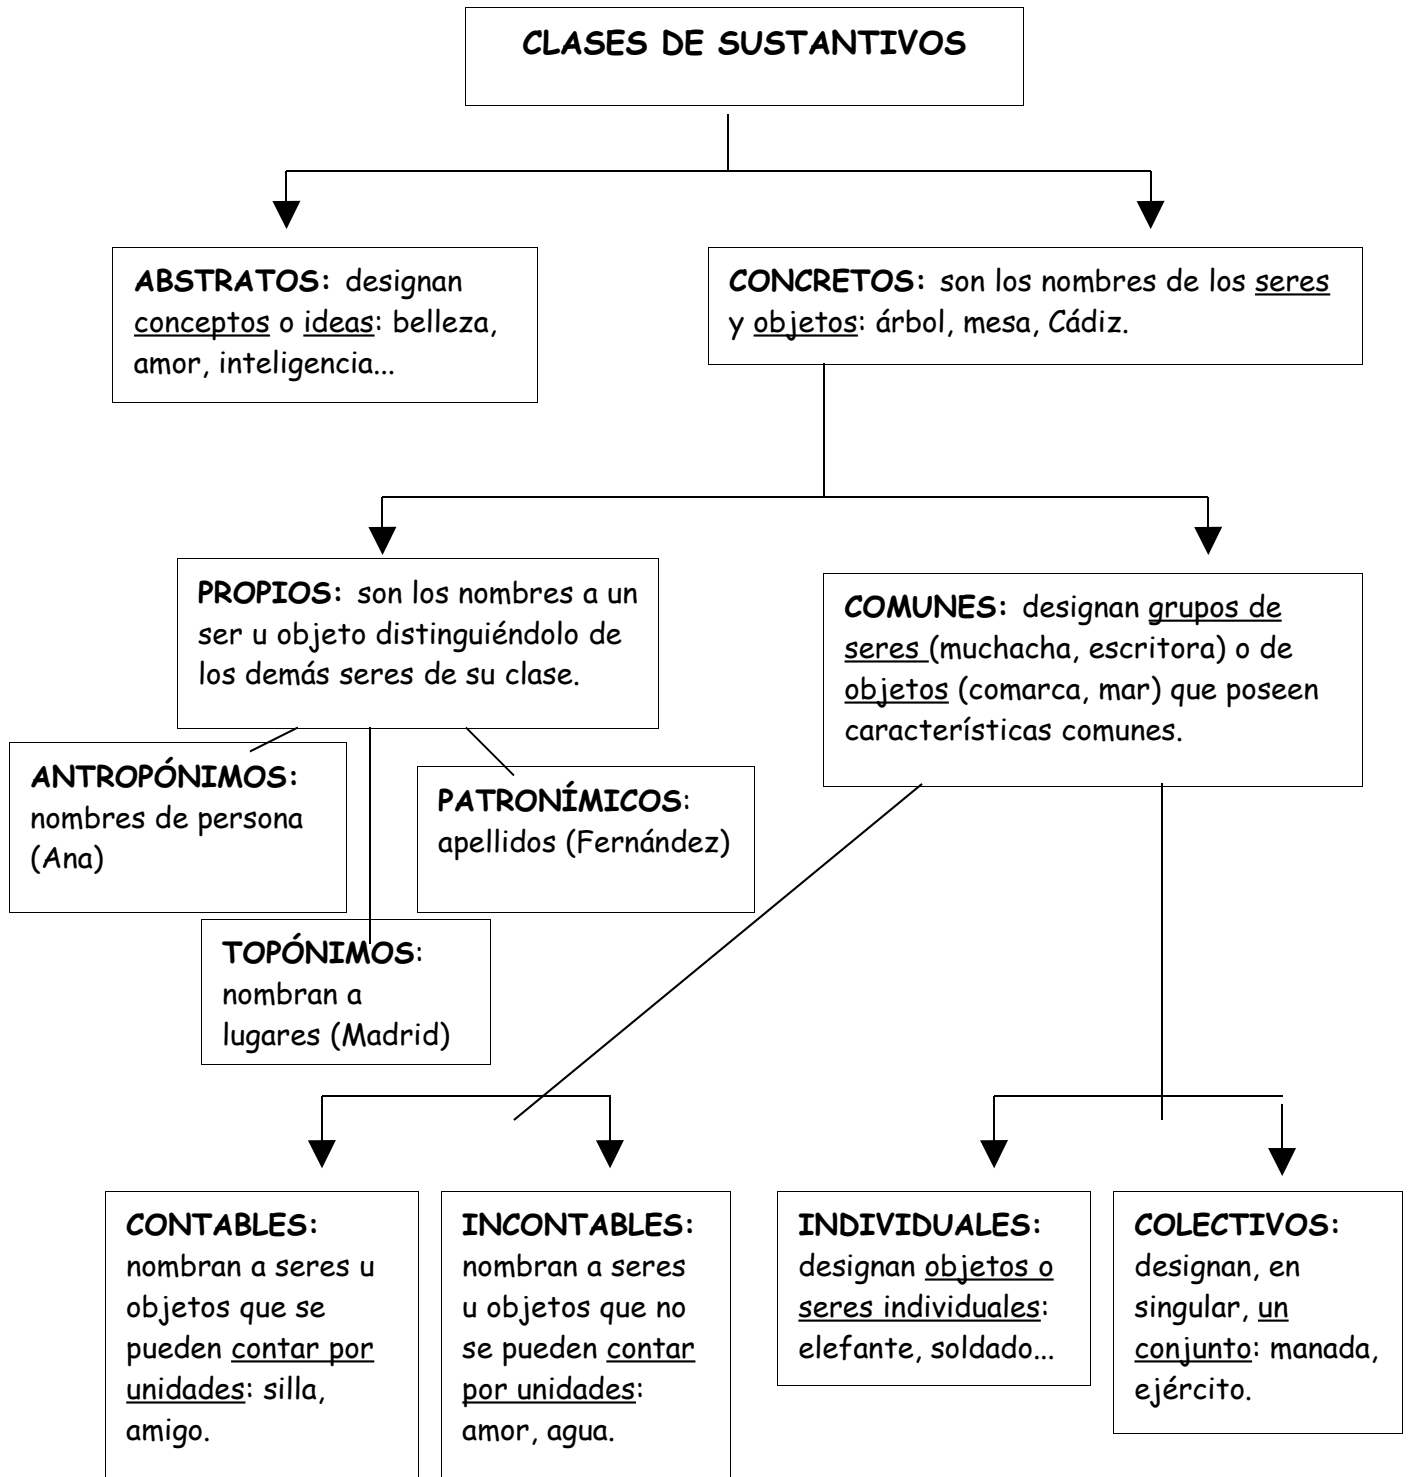 CLASES DE SUSTANTIVOS
ABSTRATOS: designan
conceptos o ideas: belleza,
amor, inteligencia...
CONCRETOS: son los nombres de los seres
y objetos: árbol, mesa, Cádiz.
PROPIOS: son los nombres a un
ser u objeto distinguiéndolo de
los demás seres de su clase.
COMUNES: designan grupos de
seres (muchacha, escritora) o de
objetos (comarca, mar) que poseen
características comunes.
ANTROPÓNIMOS:
nombres de persona
(Ana)
PATRONÍMICOS:
apellidos (Fernández)
TOPÓNIMOS:
nombran a
lugares (Madrid)
CONTABLES:
nombran a seres u
objetos que se
pueden contar por
unidades: silla,
amigo.
INCONTABLES:
nombran a seres
u objetos que no
se pueden contar
por unidades:
amor, agua.
INDIVIDUALES:
designan objetos o
seres individuales:
elefante, soldado...
COLECTIVOS:
designan, en
singular, un
conjunto: manada,
ejército.